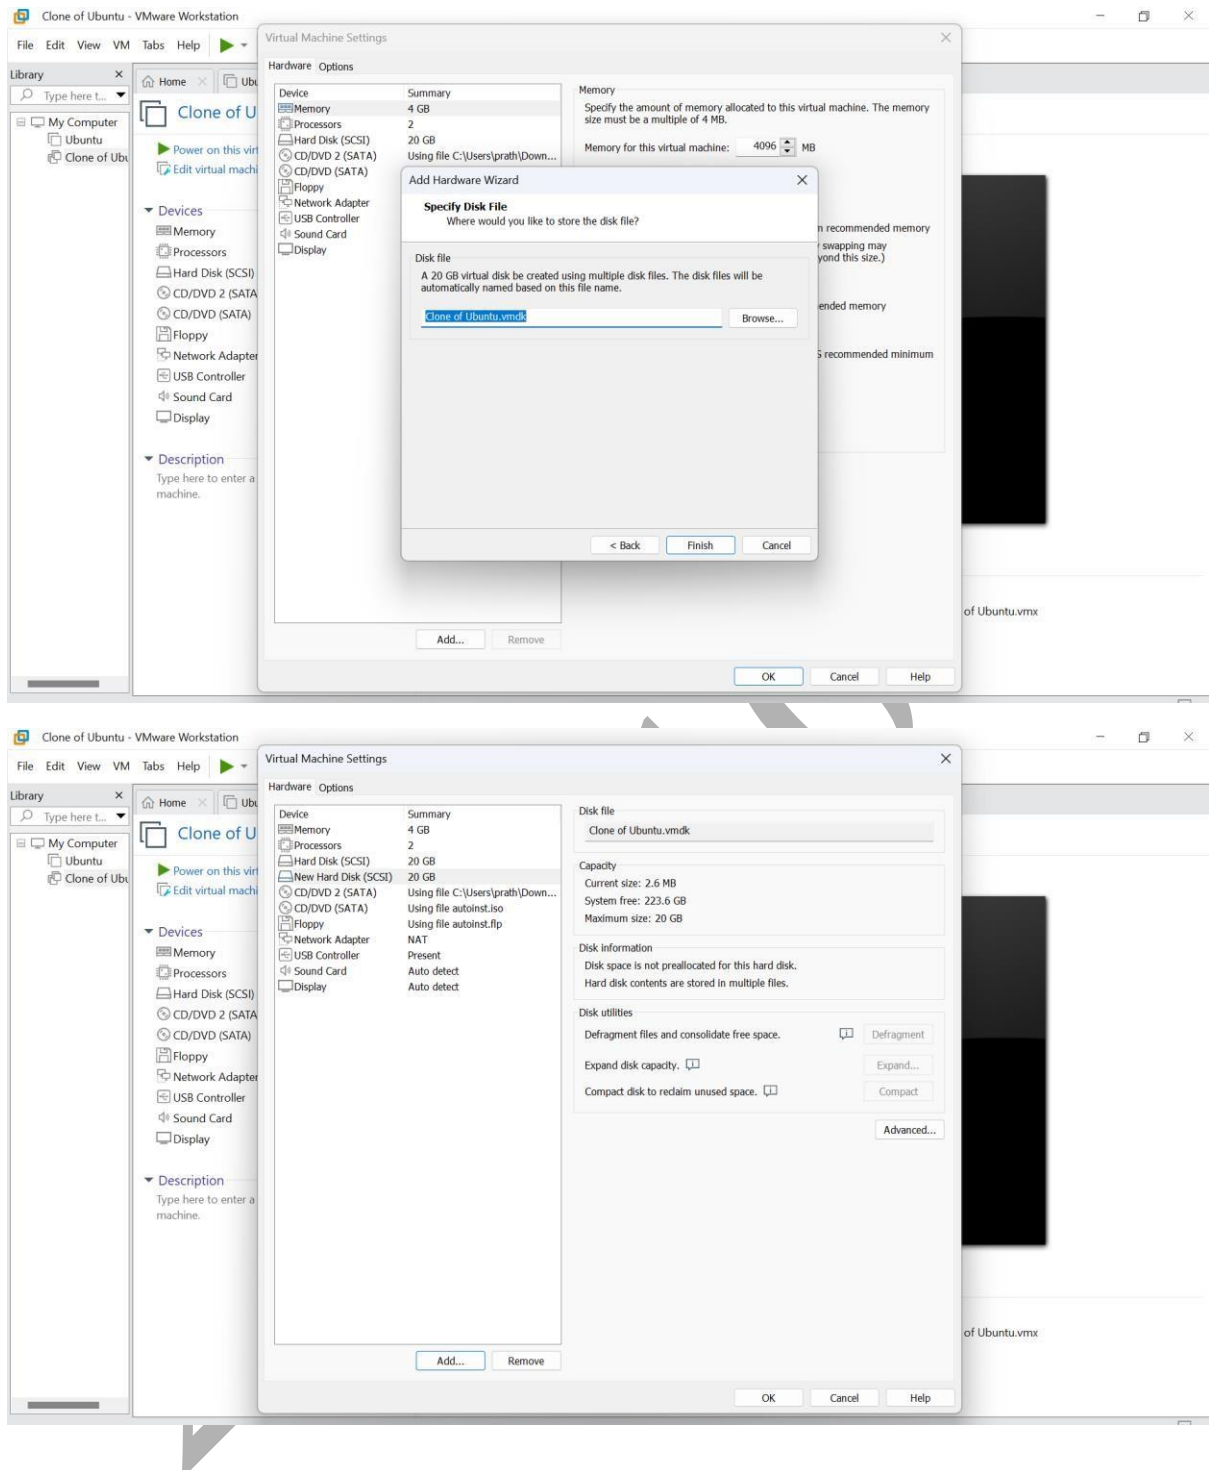 Clone of Ubuntu - VMware Workstation
File Edit View VM Tabs Help
Library
Type here t...
My Computer
Ubuntu
Clone of Ubu
Home
Ubu
Clone of U
Power on this virt
Edit virtual machi
Devices
Memory
Processors
Hard Disk (SCSI)
CD/DVD 2 (SATA
CD/DVD (SATA)
Floppy
Network Adapter
USB Controller
Sound Card
Display
Description
Type here to enter a
machine.
Virtual Machine Settings
Hardware Options
Device Summary
Memory 4 GB
Processors 2
Hard Disk (SCSI) 20 GB
CD/DVD 2 (SATA) Using file C:\Users\prath\Down...
CD/DVD (SATA)
Floppy
Network Adapter
USB Controller
Sound Card
Display
Add... Remove
Memory
Specify the amount of memory allocated to this virtual machine. The memory
size must be a multiple of 4 MB.
Memory for this virtual machine: 4096 MB
recommended memory
swapping may
yond this size.)
ended memory
recommended minimum
Add Hardware Wizard
Specify Disk File
Where would you like to store the disk file?
Disk file
A 20 GB virtual disk be created using multiple disk files. The disk files will be
automatically named based on this file name.
Clone of Ubuntu.vmdk
Browse...
< Back Finish Cancel
OK Cancel Help
of Ubuntu.vmx
Clone of Ubuntu - VMware Workstation
File Edit View VM Tabs Help
Library
Type here t...
My Computer
Ubuntu
Clone of Ubu
Home
Ubu
Clone of U
Power on this virt
Edit virtual machi
Devices
Memory
Processors
Hard Disk (SCSI)
CD/DVD 2 (SATA
CD/DVD (SATA)
Floppy
Network Adapter
USB Controller
Sound Card
Display
Description
Type here to enter a
machine.
Virtual Machine Settings
Hardware Options
Device Summary
Memory 4 GB
Processors 2
Hard Disk (SCSI) 20 GB
New Hard Disk (SCSI) 20 GB
CD/DVD 2 (SATA) Using file C:\Users\prath\Down...
CD/DVD (SATA) Using file autoinst.iso
Floppy Using file autoinst.flp
Network Adapter NAT
USB Controller Present
Sound Card Auto detect
Display Auto detect
Add... Remove
Disk file
Clone of Ubuntu.vmdk
Capacity
Current size: 2.6 MB
System free: 223.6 GB
Maximum size: 20 GB
Disk information
Disk space is not preallocated for this hard disk.
Hard disk contents are stored in multiple files.
Disk utilities
Defragment files and consolidate free space. Defragment
Expand disk capacity. Expand...
Compact disk to reclaim unused space. Compact
Advanced...
OK Cancel Help
of Ubuntu.vmx